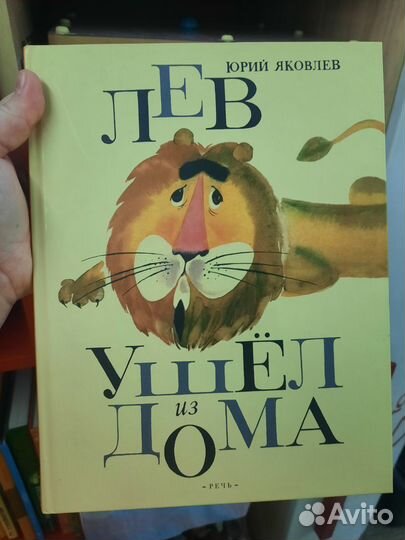 ЮРИЙ ЯКОВЛЕВ
ЛЕВ
УШЁЛ
ИЗ
ДОМА
- РЕЧЬ -
Avito